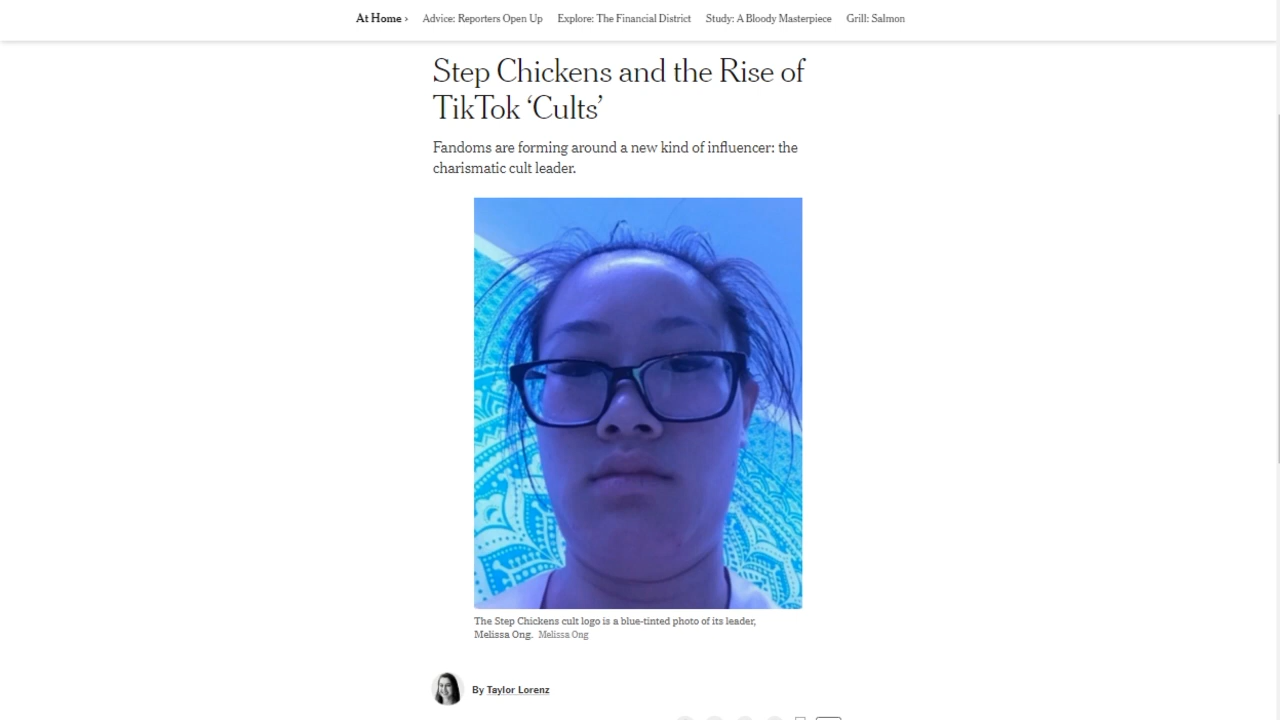 At Home › Advice: Reporters Open Up Explore: The Financial District Study: A Bloody Masterpiece Grill: Salmon
Step Chickens and the Rise of
TikTok ‘Cults’
Fandoms are forming around a new kind of influencer: the
charismatic cult leader.
The Step Chickens cult logo is a blue-tinted photo of its leader,
Melissa Ong. Melissa Ong
By Taylor Lorenz